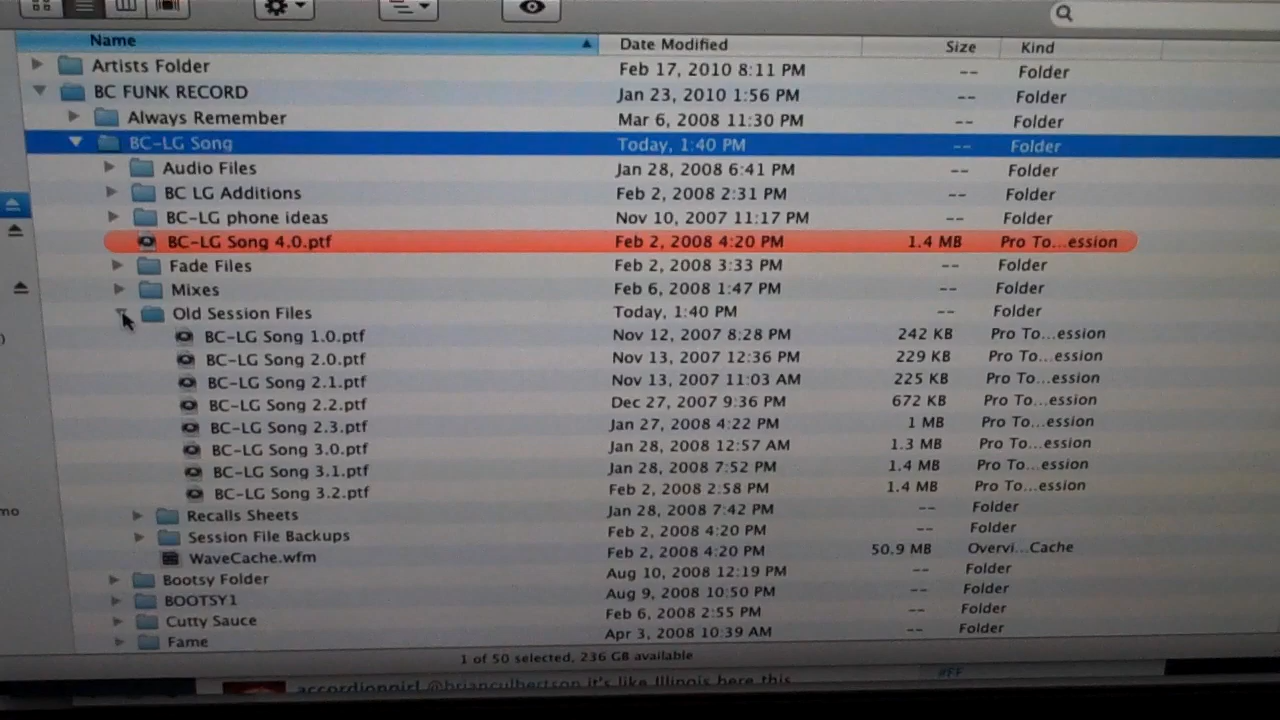 Name Date Modified Size Kind
Artists Folder Feb 17, 2010 8:11 PM -- Folder
BC FUNK RECORD Jan 23, 2010 1:56 PM -- Folder
Always Remember Mar 6, 2008 11:30 PM -- Folder
BC-LG Song Today, 1:40 PM -- Folder
Audio Files Jan 28, 2008 6:41 PM -- Folder
BC LG Additions Feb 2, 2008 2:31 PM -- Folder
BC-LG phone ideas Nov 10, 2007 11:17 PM -- Folder
BC-LG Song 4.0.ptf Feb 2, 2008 4:20 PM 1.4 MB Pro To...ession
Fade Files Feb 2, 2008 3:33 PM -- Folder
Mixes Feb 6, 2008 1:47 PM -- Folder
Old Session Files Today, 1:40 PM -- Folder
BC-LG Song 1.0.ptf Nov 12, 2007 8:28 PM 242 KB Pro To...ession
BC-LG Song 2.0.ptf Nov 13, 2007 12:36 PM 229 KB Pro To...ession
BC-LG Song 2.1.ptf Nov 13, 2007 11:03 AM 225 KB Pro To...ession
BC-LG Song 2.2.ptf Dec 27, 2007 9:36 PM 672 KB Pro To...ession
BC-LG Song 2.3.ptf Jan 27, 2008 4:22 PM 1 MB Pro To...ession
BC-LG Song 3.0.ptf Jan 28, 2008 12:57 AM 1.3 MB Pro To...ession
BC-LG Song 3.1.ptf Jan 28, 2008 7:52 PM 1.4 MB Pro To...ession
BC-LG Song 3.2.ptf Feb 2, 2008 2:58 PM 1.4 MB Pro To...ession
Recalls Sheets Jan 28, 2008 7:42 PM -- Folder
Session File Backups Feb 2, 2008 4:20 PM -- Folder
WaveCache.wfm Feb 2, 2008 4:20 PM 50.9 MB Overvi...Cache
Bootsy Folder Aug 10, 2008 12:19 PM -- Folder
BOOTSY1 Aug 9, 2008 10:50 PM -- Folder
Cutty Sauce Feb 6, 2008 2:55 PM -- Folder
Fame Apr 3, 2008 10:39 AM -- Folder
1 of 50 selected, 236 GB available
mo
accordiongirl @brianculbertson it's like Illinois here this
#FF